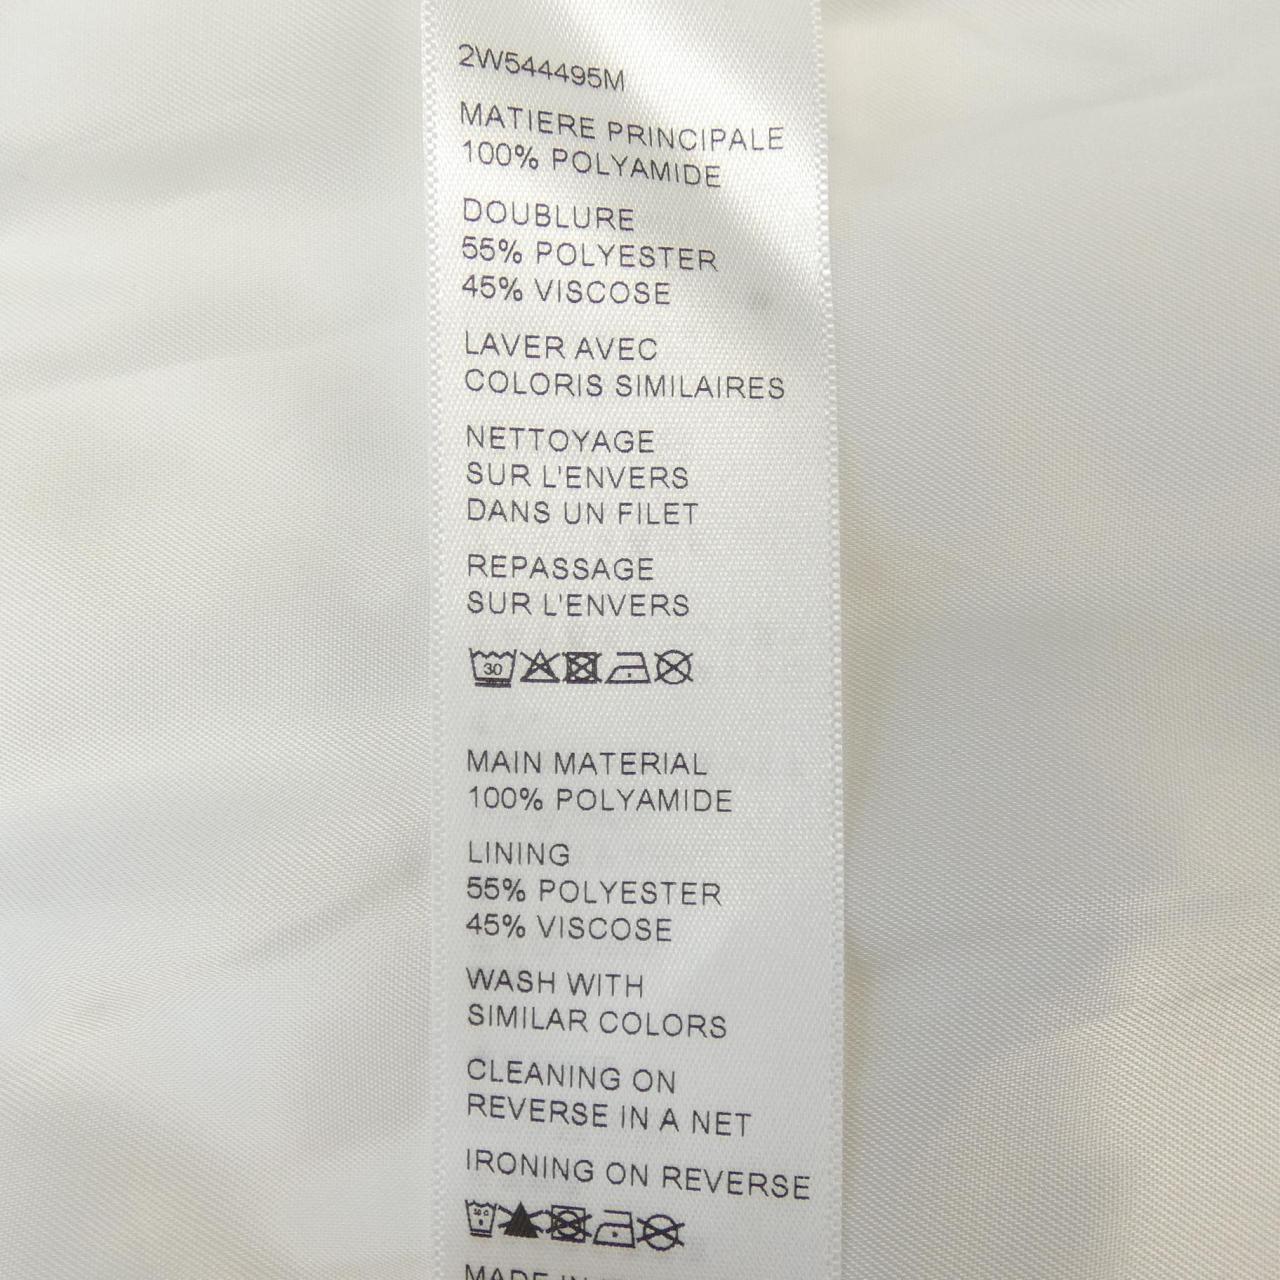 2W544495M
MATIERE PRINCIPALE
100% POLYAMIDE
DOUBLURE
55% POLYESTER
45% VISCOSE
LAVER AVEC
COLORIS SIMILAIRES
NETTOYAGE
SUR L'ENVERS
DANS UN FILET
REPASSAGE
SUR L'ENVERS
30
MAIN MATERIAL
100% POLYAMIDE
LINING
55% POLYESTER
45% VISCOSE
WASH WITH
SIMILAR COLORS
CLEANING ON
REVERSE IN A NET
IRONING ON REVERSE
MADE IN